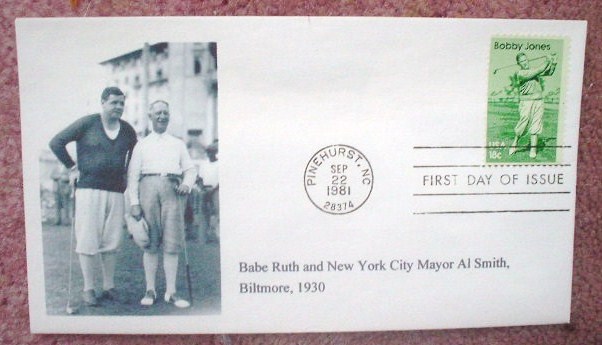 Bobby Jones
USA
18c
PINEHURST, NC
SEP
22
1981
28374
FIRST DAY OF ISSUE
Babe Ruth and New York City Mayor Al Smith,
Biltmore, 1930